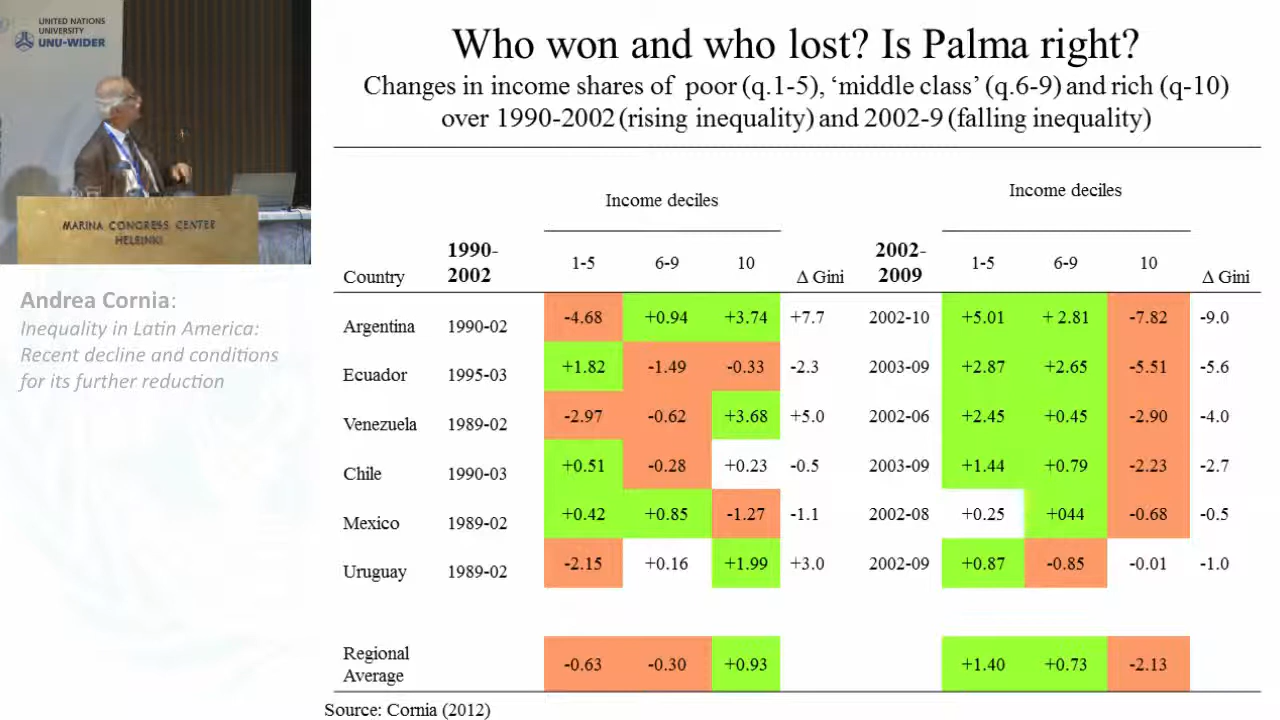 UNITED NATIONS
UNIVERSITY
UNU-WIDER
MARINA CONGRESS CENTER
HELSINKI
Andrea Cornia:
Inequality in Latin America:
Recent decline and conditions
for its further reduction
Who won and who lost? Is Palma right?
Changes in income shares of poor (q.1-5), ‘middle class’ (q.6-9) and rich (q-10)
over 1990-2002 (rising inequality) and 2002-9 (falling inequality)
Income deciles Income deciles
Country 1990-2002 1-5 6-9 10 Δ Gini 2002-2009 1-5 6-9 10 Δ Gini
Argentina 1990-02 -4.68 +0.94 +3.74 +7.7 2002-10 +5.01 + 2.81 -7.82 -9.0
Ecuador 1995-03 +1.82 -1.49 -0.33 -2.3 2003-09 +2.87 +2.65 -5.51 -5.6
Venezuela 1989-02 -2.97 -0.62 +3.68 +5.0 2002-06 +2.45 +0.45 -2.90 -4.0
Chile 1990-03 +0.51 -0.28 +0.23 -0.5 2003-09 +1.44 +0.79 -2.23 -2.7
Mexico 1989-02 +0.42 +0.85 -1.27 -1.1 2002-08 +0.25 +044 -0.68 -0.5
Uruguay 1989-02 -2.15 +0.16 +1.99 +3.0 2002-09 +0.87 -0.85 -0.01 -1.0
Regional Average -0.63 -0.30 +0.93 +1.40 +0.73 -2.13
Source: Cornia (2012)